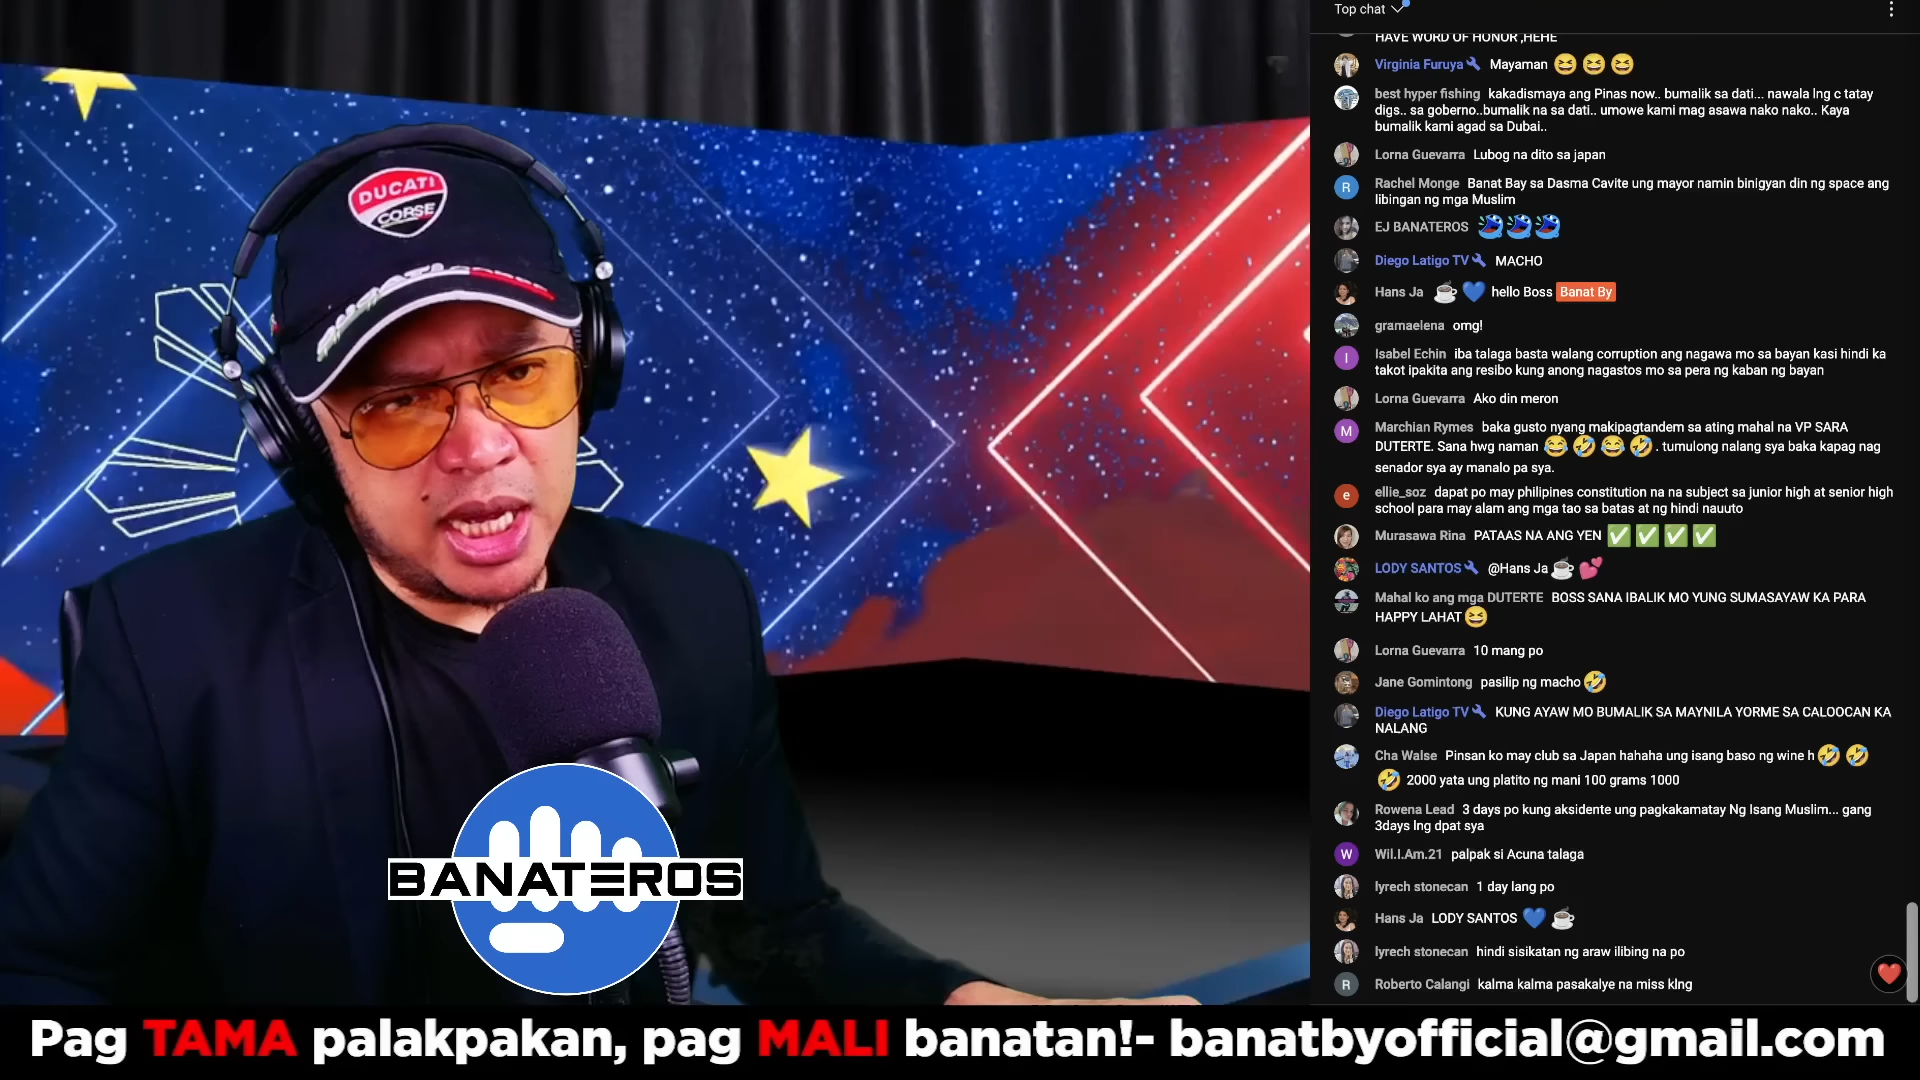 Top chat
HAVE WORD OF HONOR ,HEHE
Virginia Furuya Mayaman 😆 😆 😆
best hyper fishing kakadismaya ang Pinas now.. bumalik sa dati... nawala lng c tatay
digs.. sa goberno..bumalik na sa dati.. umowe kami mag asawa nako nako.. Kaya
bumalik kami agad sa Dubai..
Lorna Guevarra Lubog na dito sa japan
R
Rachel Monge Banat Bay sa Dasma Cavite ung mayor namin binigyan din ng space ang
libingan ng mga Muslim
EJ BANATEROS
Diego Latigo TV MACHO
Hans Ja ☕ 💙 hello Boss Banat By
gramaelena omg!
I
Isabel Echin iba talaga basta walang corruption ang nagawa mo sa bayan kasi hindi ka
takot ipakita ang resibo kung anong nagastos mo sa pera ng kaban ng bayan
Lorna Guevarra Ako din meron
M
Marchian Rymes baka gusto nyang makipagtandem sa ating mahal na VP SARA
DUTERTE. Sana hwg naman 😂 🤣 😂 🤣 . tumulong nalang sya baka kapag nag
senador sya ay manalo pa sya.
e
ellie_soz dapat po may philipines constitution na na subject sa junior high at senior high
school para may alam ang mga tao sa batas at ng hindi nauuto
Murasawa Rina PATAAS NA ANG YEN ✅ ✅ ✅ ✅
LODY SANTOS @Hans Ja ☕ 💕
Mahal ko ang mga DUTERTE BOSS SANA IBALIK MO YUNG SUMASAYAW KA PARA
HAPPY LAHAT 😆
Lorna Guevarra 10 mang po
Jane Gomintong pasilip ng macho 🤣
Diego Latigo TV KUNG AYAW MO BUMALIK SA MAYNILA YORME SA CALOOCAN KA
NALANG
Cha Walse Pinsan ko may club sa Japan hahaha ung isang baso ng wine h 🤣 🤣
🤣 2000 yata ung platito ng mani 100 grams 1000
Rowena Lead 3 days po kung aksidente ung pagkakamatay Ng Isang Muslim... gang
3days lng dpat sya
W
Wil.I.Am.21 palpak si Acuna talaga
lyrech stonecan 1 day lang po
Hans Ja LODY SANTOS 💙 ☕
lyrech stonecan hindi sisikatan ng araw ilibing na po
R
Roberto Calangi kalma kalma pasakalye na miss klng
DUCATI
CORSE
BANATEROS
Pag TAMA palakpakan, pag MALI banatan!- banatbyofficial@gmail.com